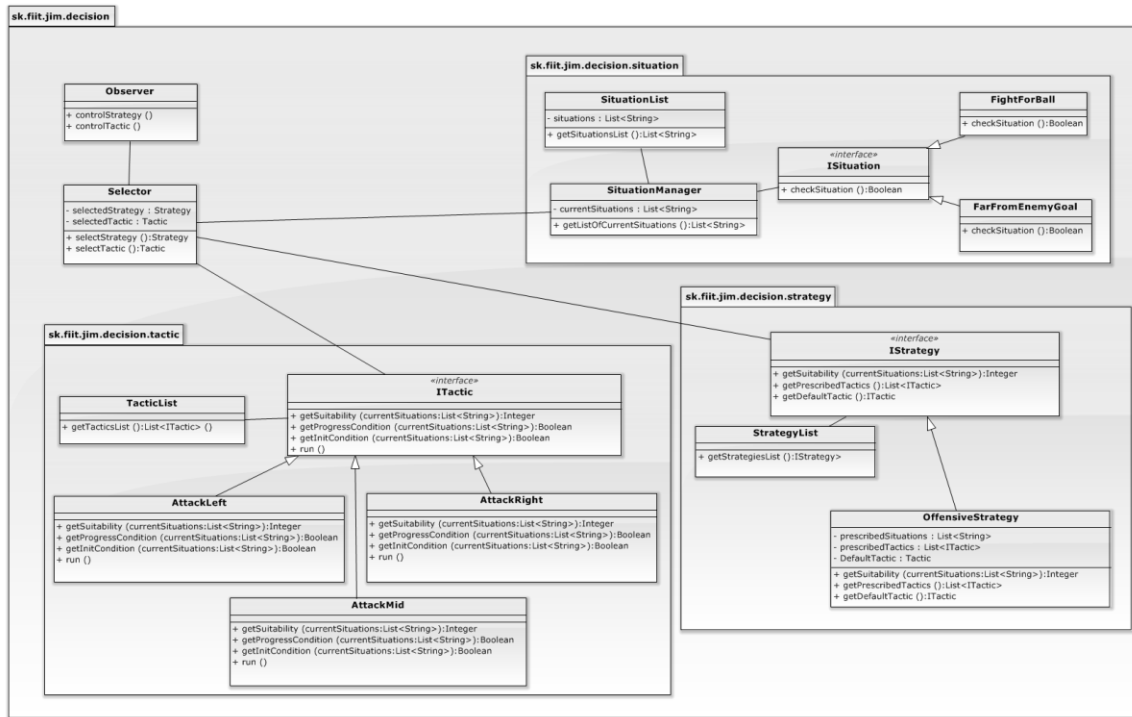 sk.fiit.jim.decision
Observer
+ controlStrategy ()
+ controlTactic ()
Selector
- selectedStrategy : Strategy
- selectedTactic : Tactic
+ selectStrategy ():Strategy
+ selectTactic ():Tactic
sk.fiit.jim.decision.situation
SituationList
- situations : List<String>
+ getSituationsList ():List<String>
SituationManager
- currentSituations : List<String>
+ getListOfCurrentSituations ():List<String>
«interface»
ISituation
+ checkSituation ():Boolean
FightForBall
+ checkSituation ():Boolean
FarFromEnemyGoal
+ checkSituation ():Boolean
sk.fiit.jim.decision.tactic
TacticList
+ getTacticsList ():List<ITactic> ()
«interface»
ITactic
+ getSuitability (currentSituations:List<String>):Integer
+ getProgressCondition (currentSituations:List<String>):Boolean
+ getInitCondition (currentSituations:List<String>):Boolean
+ run ()
AttackLeft
+ getSuitability (currentSituations:List<String>):Integer
+ getProgressCondition (currentSituations:List<String>):Boolean
+ getInitCondition (currentSituations:List<String>):Boolean
+ run ()
AttackRight
+ getSuitability (currentSituations:List<String>):Integer
+ getProgressCondition (currentSituations:List<String>):Boolean
+ getInitCondition (currentSituations:List<String>):Boolean
+ run ()
AttackMid
+ getSuitability (currentSituations:List<String>):Integer
+ getProgressCondition (currentSituations:List<String>):Boolean
+ getInitCondition (currentSituations:List<String>):Boolean
+ run ()
sk.fiit.jim.decision.strategy
«interface»
IStrategy
+ getSuitability (currentSituations:List<String>):Integer
+ getPrescribedTactics ():List<ITactic>
+ getDefaultTactic ():ITactic
StrategyList
+ getStrategiesList ():IStrategy>
OffensiveStrategy
- prescribedSituations : List<String>
- prescribedTactics : List<ITactic>
- DefaultTactic : Tactic
+ getSuitability (currentSituations:List<String>):Integer
+ getPrescribedTactics ():List<ITactic>
+ getDefaultTactic ():ITactic